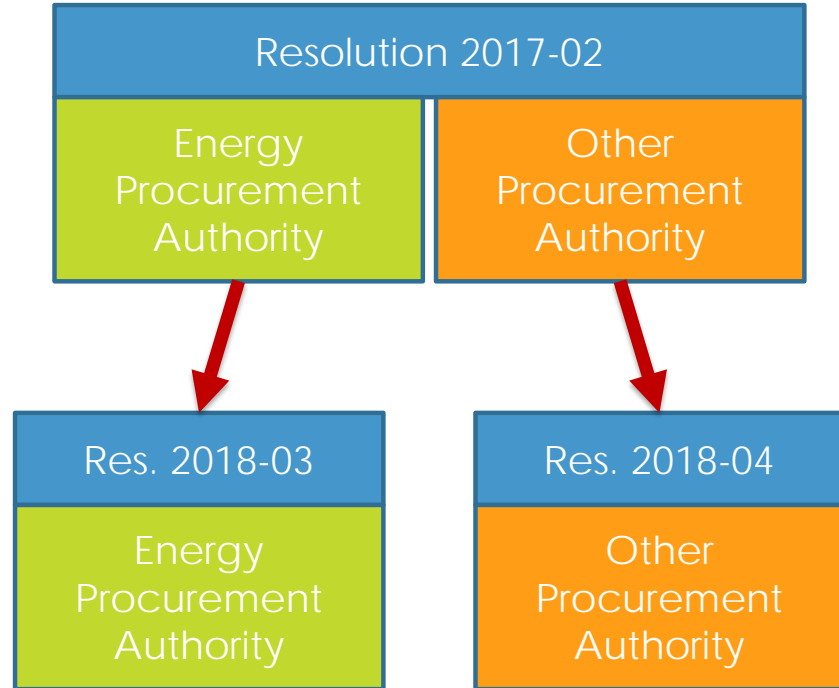 Resolution 2017-02
Energy
Procurement
Authority
Other
Procurement
Authority
Res. 2018-03
Energy
Procurement
Authority
Res. 2018-04
Other
Procurement
Authority